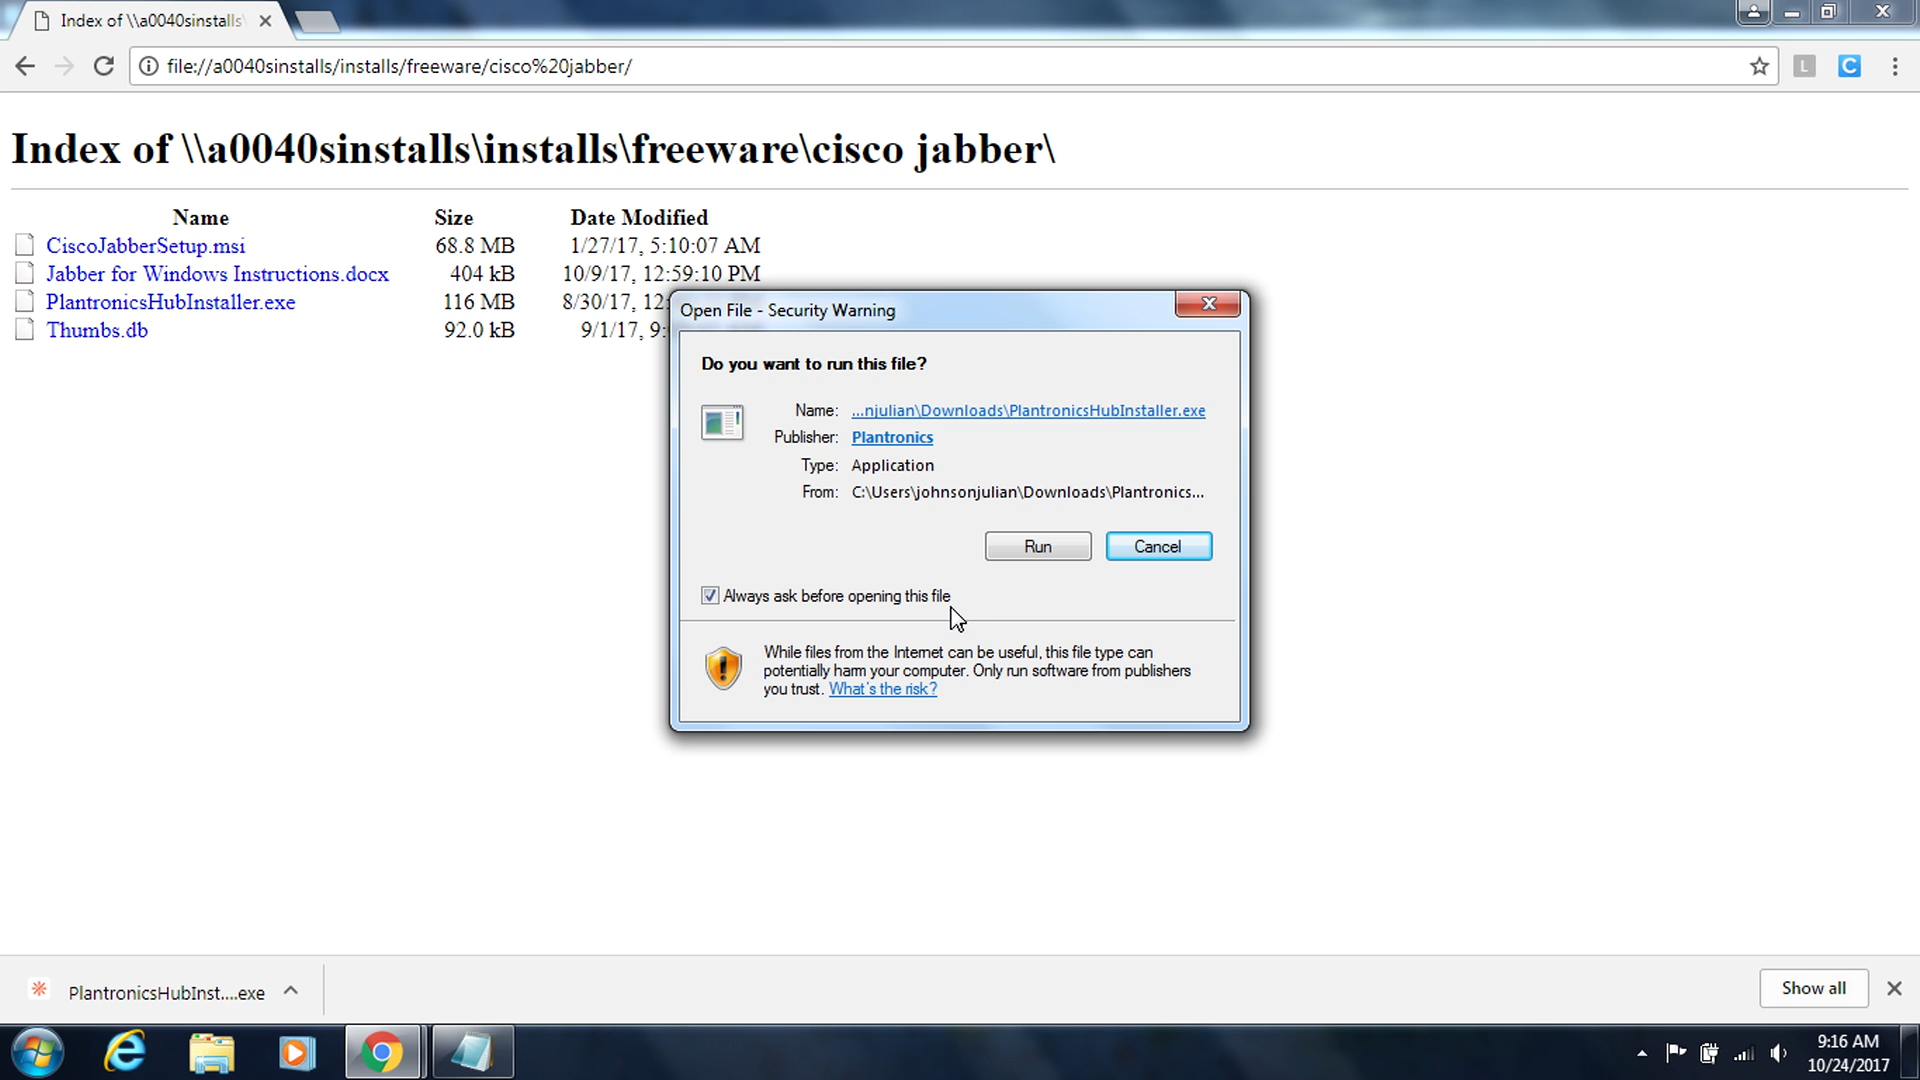 Index of \\a0040sinstalls
file://a0040sinstalls/installs/freeware/cisco%20jabber/
L
C
Index of \\a0040sinstalls\installs\freeware\cisco jabber\
Name Size Date Modified
CiscoJabberSetup.msi 68.8 MB 1/27/17, 5:10:07 AM
Jabber for Windows Instructions.docx 404 kB 10/9/17, 12:59:10 PM
PlantronicsHubInstaller.exe 116 MB 8/30/17, 12:
Thumbs.db 92.0 kB 9/1/17, 9:
Open File - Security Warning
Do you want to run this file?
Name: ...njulian\Downloads\PlantronicsHubInstaller.exe
Publisher: Plantronics
Type: Application
From: C:\Users\johnsonjulian\Downloads\Plantronics...
Run Cancel
Always ask before opening this file
While files from the Internet can be useful, this file type can
potentially harm your computer. Only run software from publishers
you trust. What's the risk?
PlantronicsHubInst....exe
Show all
9:16 AM
10/24/2017